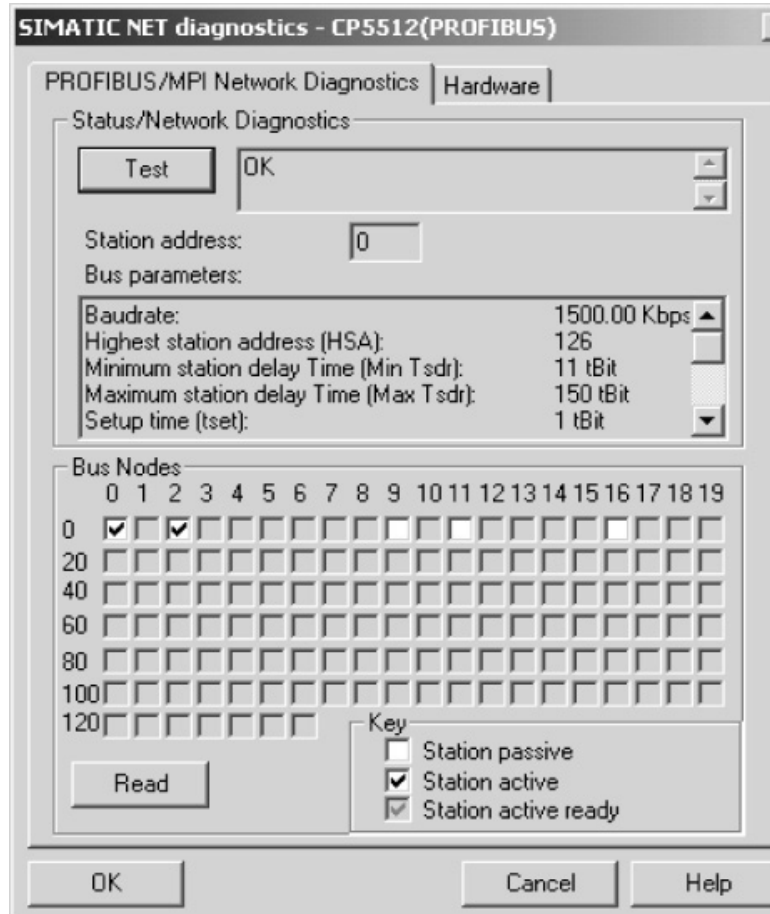 SIMATIC NET diagnostics - CP5512(PROFIBUS)
PROFIBUS/MPI Network Diagnostics Hardware
Status/Network Diagnostics
Test OK
Station address: 0
Bus parameters:
Baudrate: 1500.00 Kbps
Highest station address (HSA): 126
Minimum station delay Time (Min Tsdr): 11 tBit
Maximum station delay Time (Max Tsdr): 150 tBit
Setup time (tset): 1 tBit
Bus Nodes
0 1 2 3 4 5 6 7 8 9 10 11 12 13 14 15 16 17 18 19
0
20
40
60
80
100
120
Key
Station passive
Station active
Station active ready
Read
OK Cancel Help